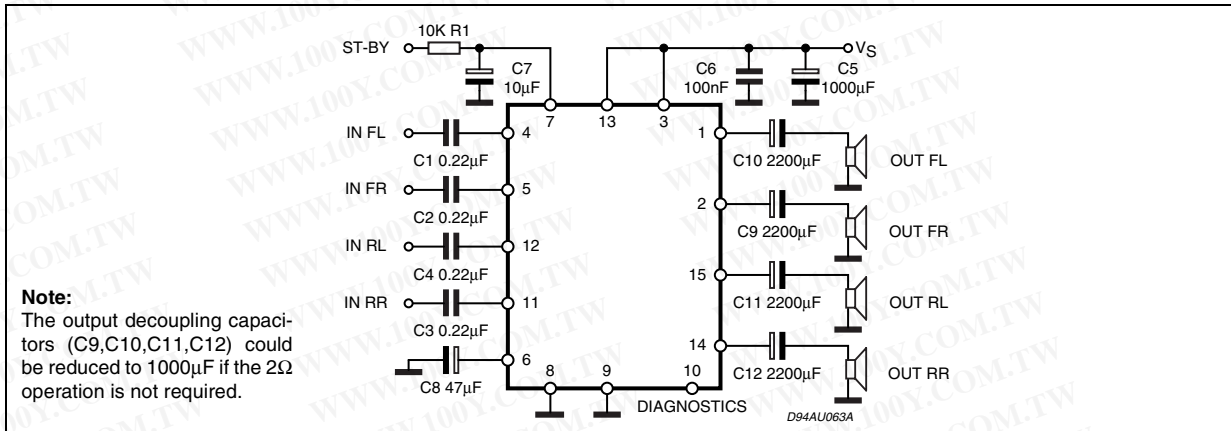 10K R1
ST-BY
C7
10µF
C6
100nF
C5
1000µF
VS
7
13
3
IN FL
C1 0.22µF
4
IN FR
C2 0.22µF
5
IN RL
C4 0.22µF
12
IN RR
C3 0.22µF
11
C8 47µF
6
8
9
10
DIAGNOSTICS
1
C10 2200µF
OUT FL
2
C9 2200µF
OUT FR
15
C11 2200µF
OUT RL
14
C12 2200µF
OUT RR
D94AU063A
Note:
The output decoupling capaci-
tors (C9,C10,C11,C12) could
be reduced to 1000µF if the 2Ω
operation is not required.
WWW.100Y.COM.TW